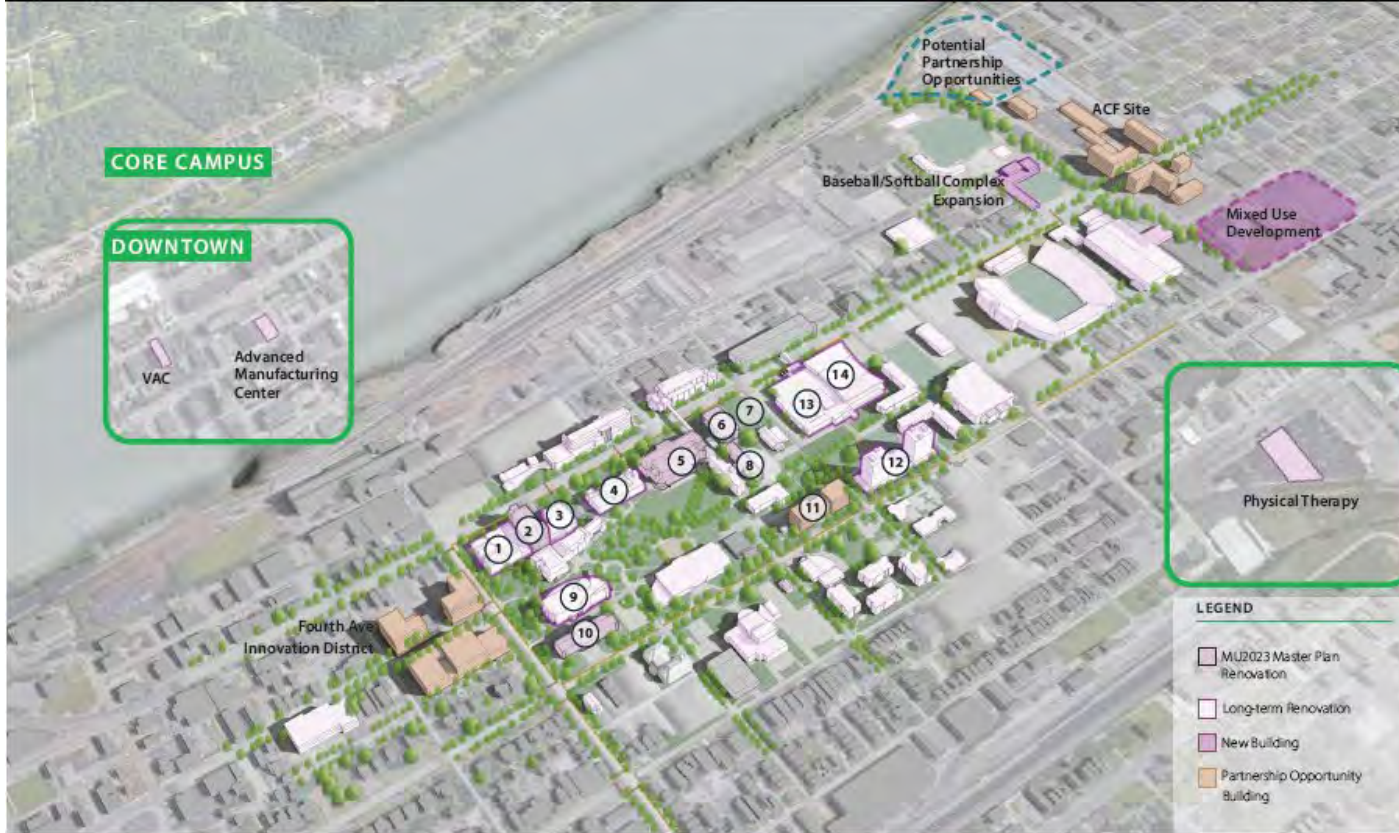 Potential
Partnership
Opportunities
ACF Site
CORE CAMPUS
Baseball/Softball Complex
Expansion
Mixed Use
Development
DOWNTOWN
VAC
Advanced
Manufacturing
Center
14
13
7
6
5
8
12
4
11
3
2
1
Physical Therapy
9
10
Fourth Ave
Innovation District
LEGEND
MU2023 Master Plan
Renovation
Long-term Renovation
New Building
Partnership Opportunity
Building